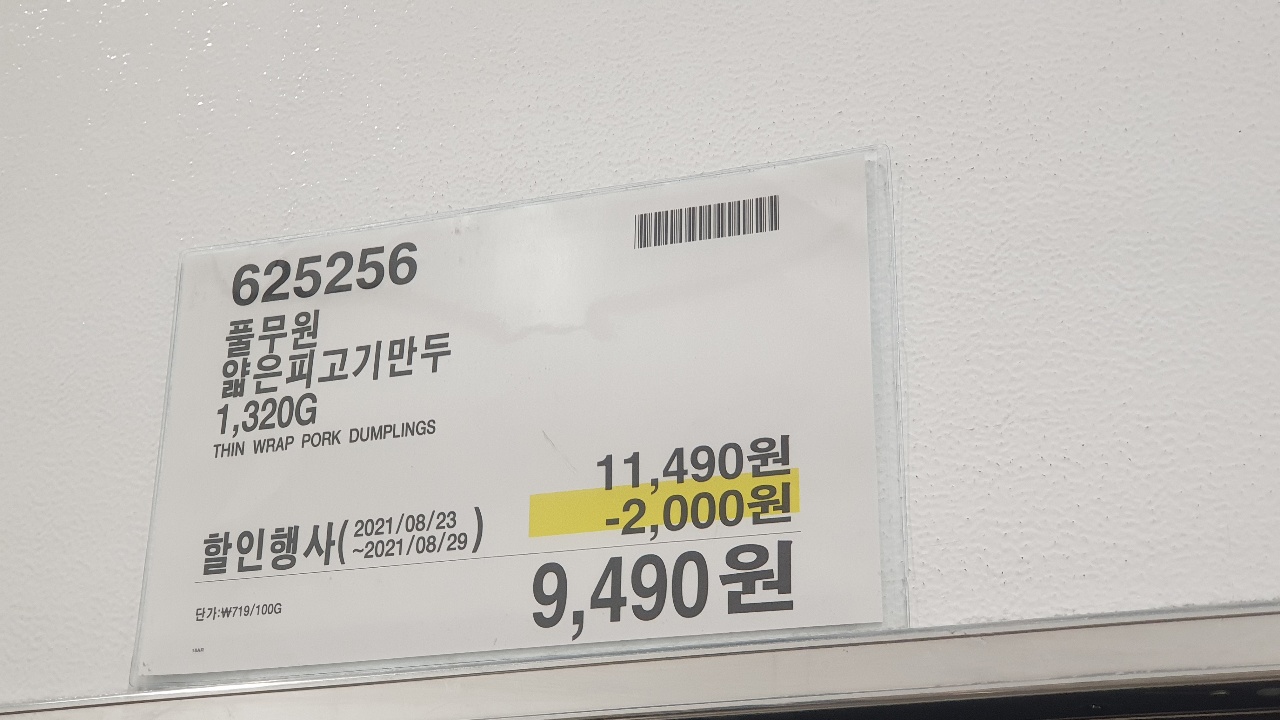 625256
풀무원
얇은피고기만두
1,320G
THIN WRAP PORK DUMPLINGS
11,490원
-2,000원
할인행사( 2021/08/23
~2021/08/29 )
9,490원
단가:₩719/100G